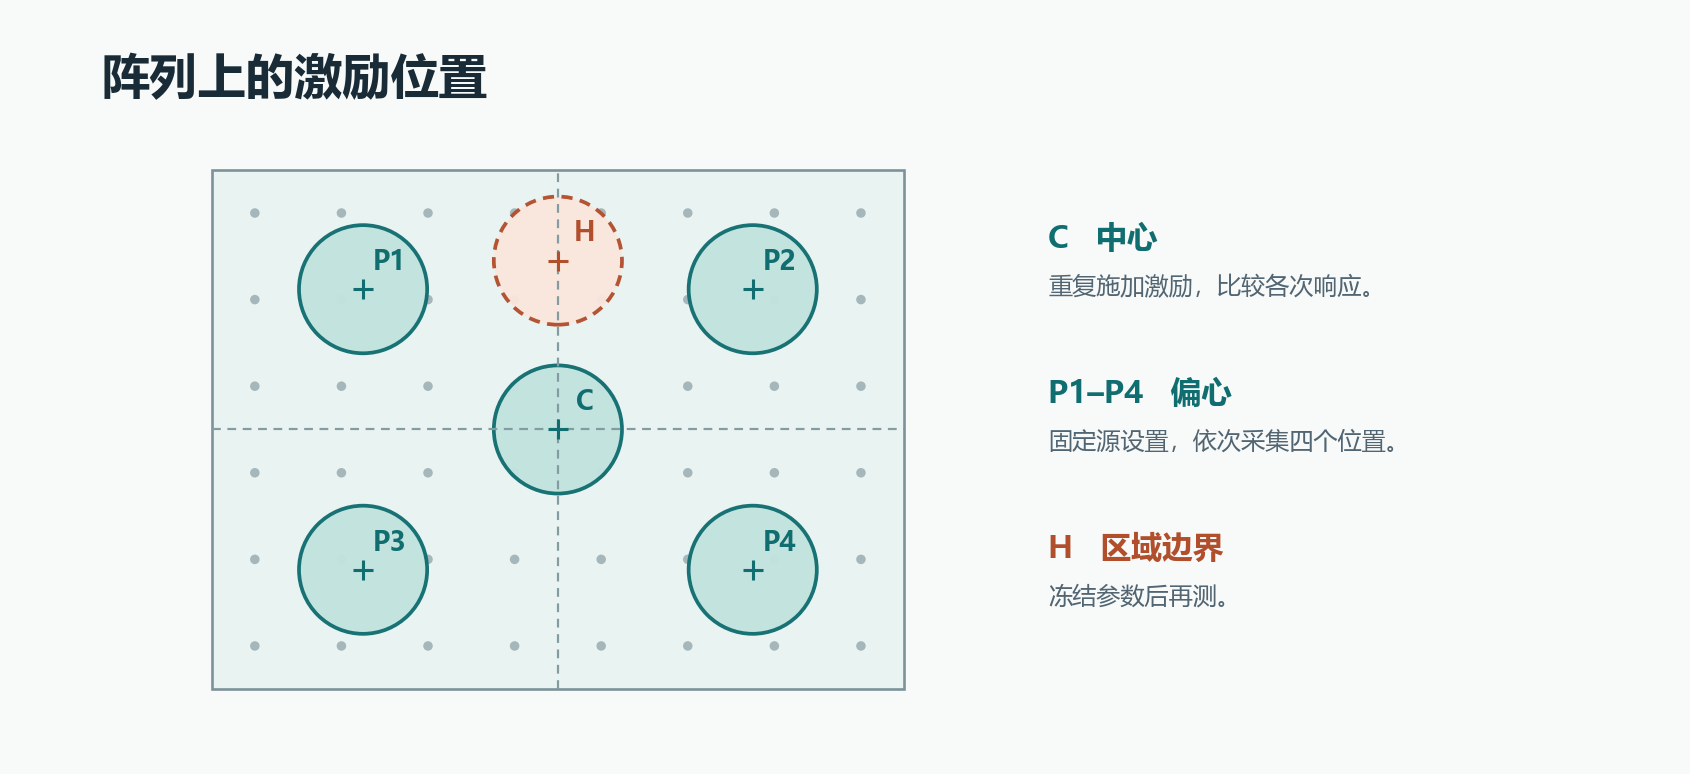 阵列上的激励位置
H
P1
P2
C
P3
P4
C 中心
重复施加激励，比较各次响应。
P1–P4 偏心
固定源设置，依次采集四个位置。
H 区域边界
冻结参数后再测。